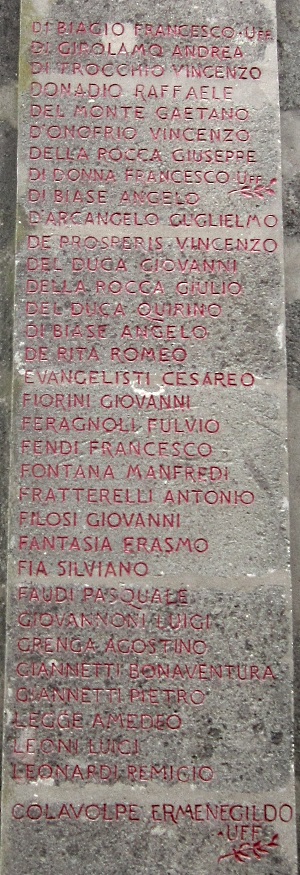 DI BIAGIO FRANCESCO·UFF.
DI GIROLAMO ANDREA
DI TROCCHIO VINCENZO
DONADIO RAFFAELE
DEL MONTE GAETANO
D'ONOFRIO VINCENZO
DELLA ROCCA GIUSEPPE
DI DONNA FRANCESCO UFF.
DI BIASE ANGELO
D'ARCANGELO GUGLIELMO
DE PROSPERIS VINCENZO
DEL DUCA GIOVANNI
DELLA ROCCA GIULIO
DEL DUCA QUIRINO
DI BIASE ANGELO
DE RITA ROMEO
EVANGELISTI CESAREO
FIORINI GIOVANNI
FERAGNOLI FULVIO
FENDI FRANCESCO
FONTANA MANFREDI
FRATTERELLI ANTONIO
FILOSI GIOVANNI
FANTASIA ERASMO
FIA SILVIANO
FAUDI PASQUALE
GIOVANNONI LUIGI
GRENGA AGOSTINO
GIANNETTI BONAVENTURA
GIANNETTI PIETRO
LEGGE AMEDEO
LEONI LUIGI
LEONARDI REMIGIO
COLAVOLPE ERMENEGILDO
·UFF.